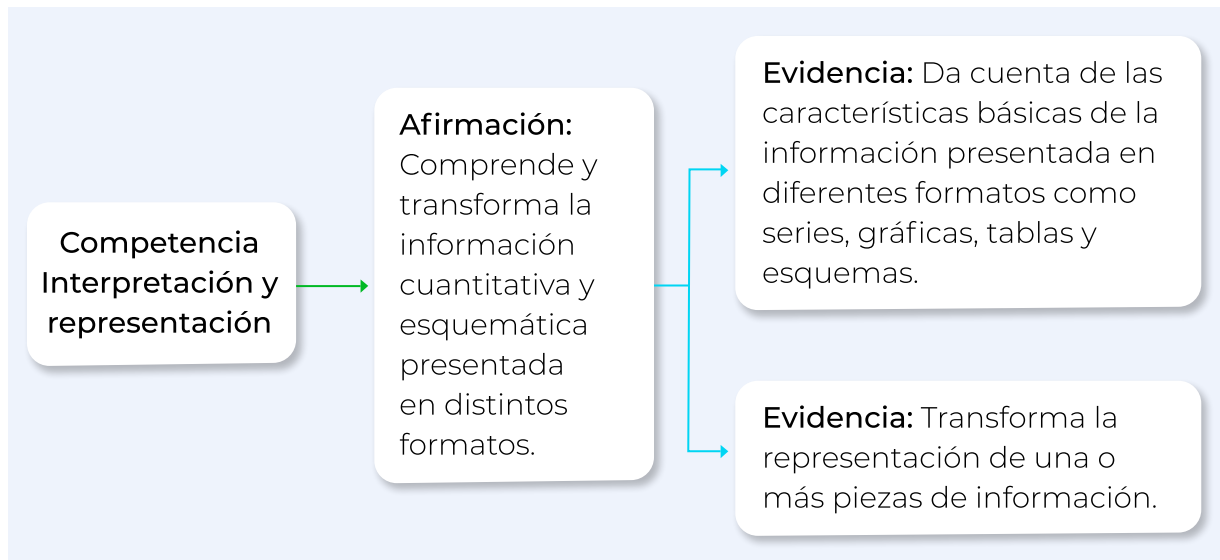 Competencia
Interpretación y
representación
Afirmación:
Comprende y
transforma la
información
cuantitativa y
esquemática
presentada
en distintos
formatos.
Evidencia: Da cuenta de las
características básicas de la
información presentada en
diferentes formatos como
series, gráficas, tablas y
esquemas.
Evidencia: Transforma la
representación de una o
más piezas de información.